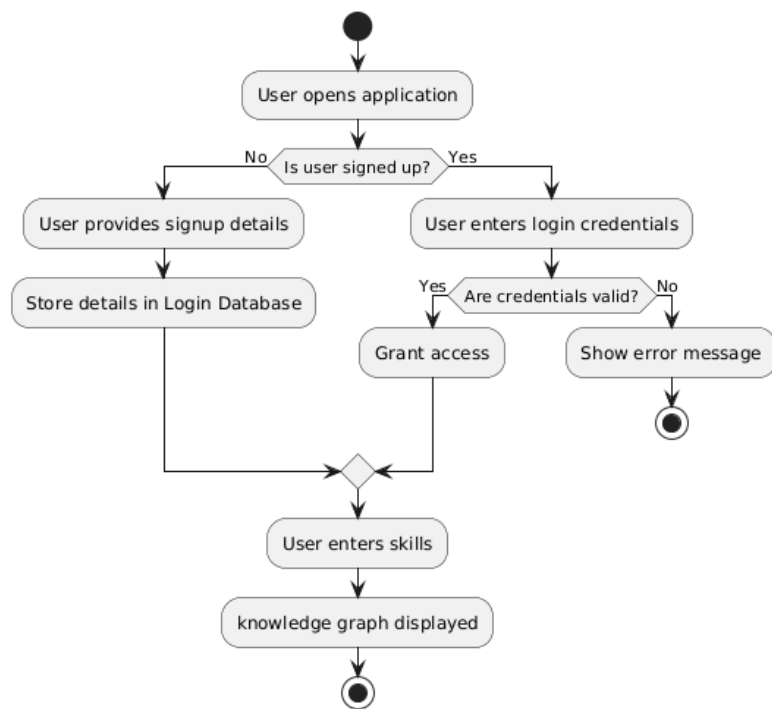 User opens application
No
Is user signed up?
Yes
User provides signup details
User enters login credentials
Store details in Login Database
Yes
Are credentials valid?
No
Grant access
Show error message
User enters skills
knowledge graph displayed